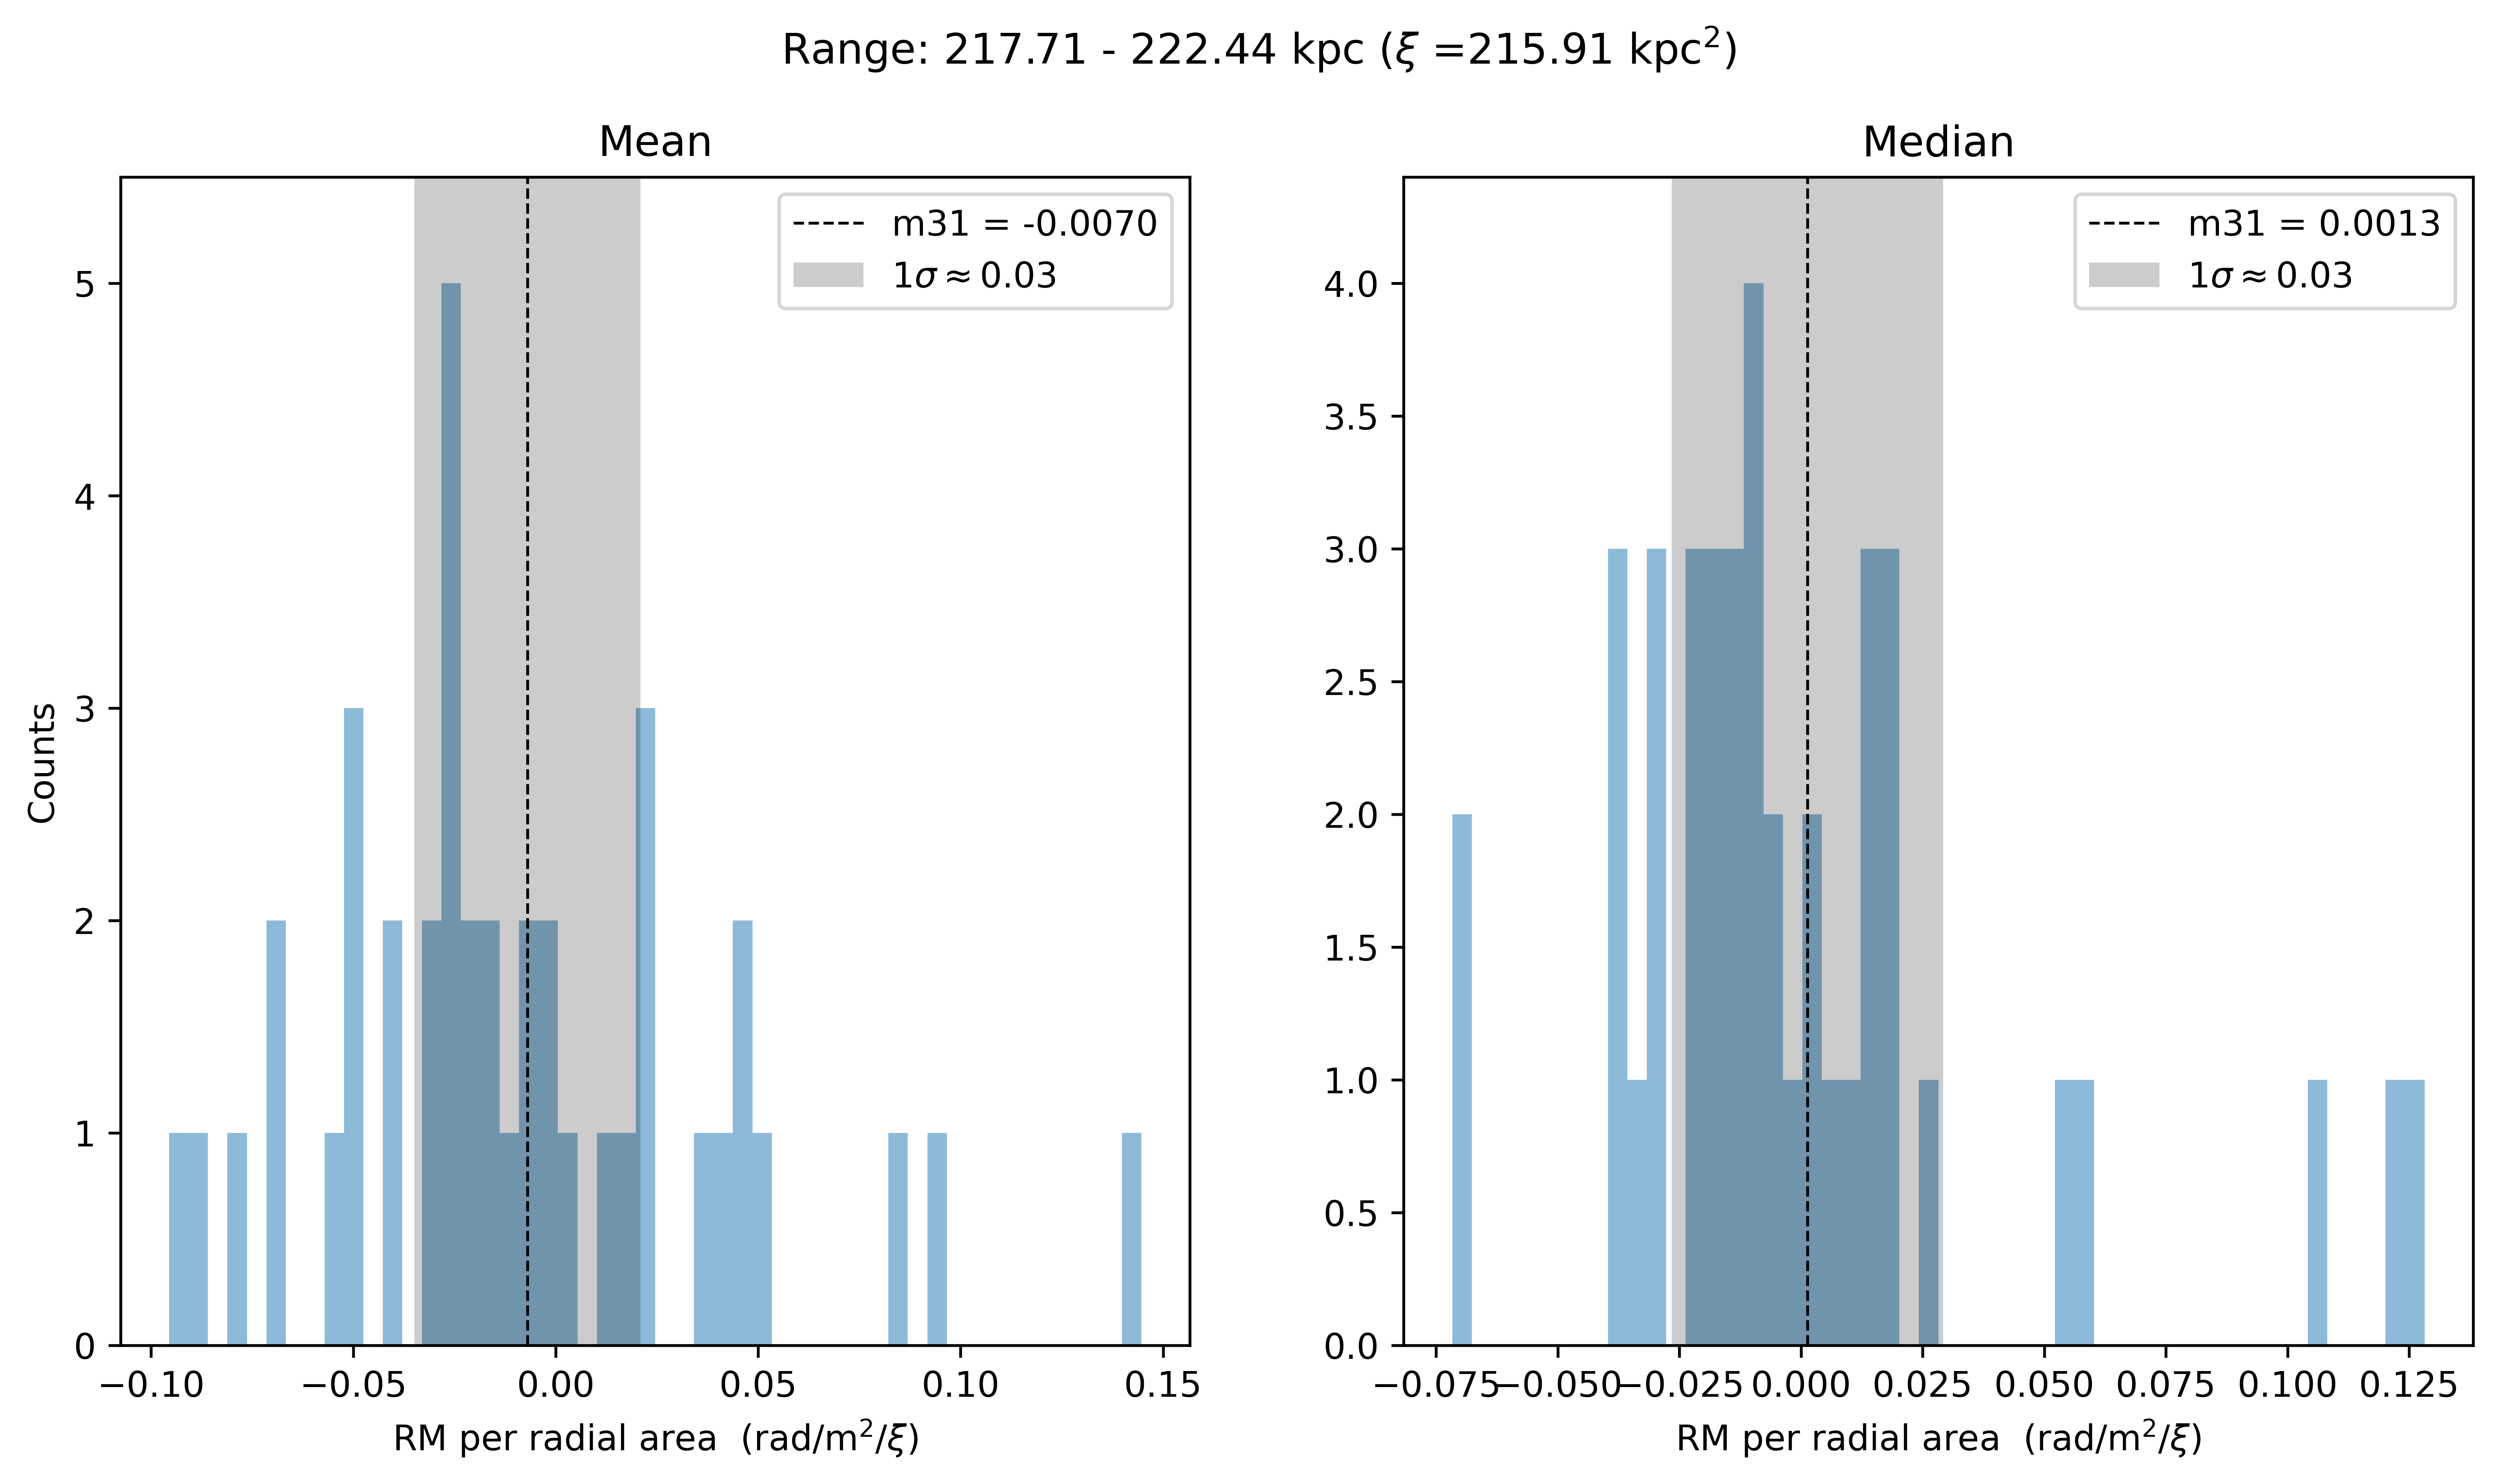 Range: 217.71 - 222.44 kpc (ξ =215.91 kpc²)
Mean
m31 = -0.0070
1σ ≈ 0.03
5
4
3
2
1
0
Counts
−0.10 −0.05 0.00 0.05 0.10 0.15
RM per radial area (rad/m²/ξ)
Median
m31 = 0.0013
1σ ≈ 0.03
4.0
3.5
3.0
2.5
2.0
1.5
1.0
0.5
0.0
−0.075 −0.050 −0.025 0.000 0.025 0.050 0.075 0.100 0.125
RM per radial area (rad/m²/ξ)